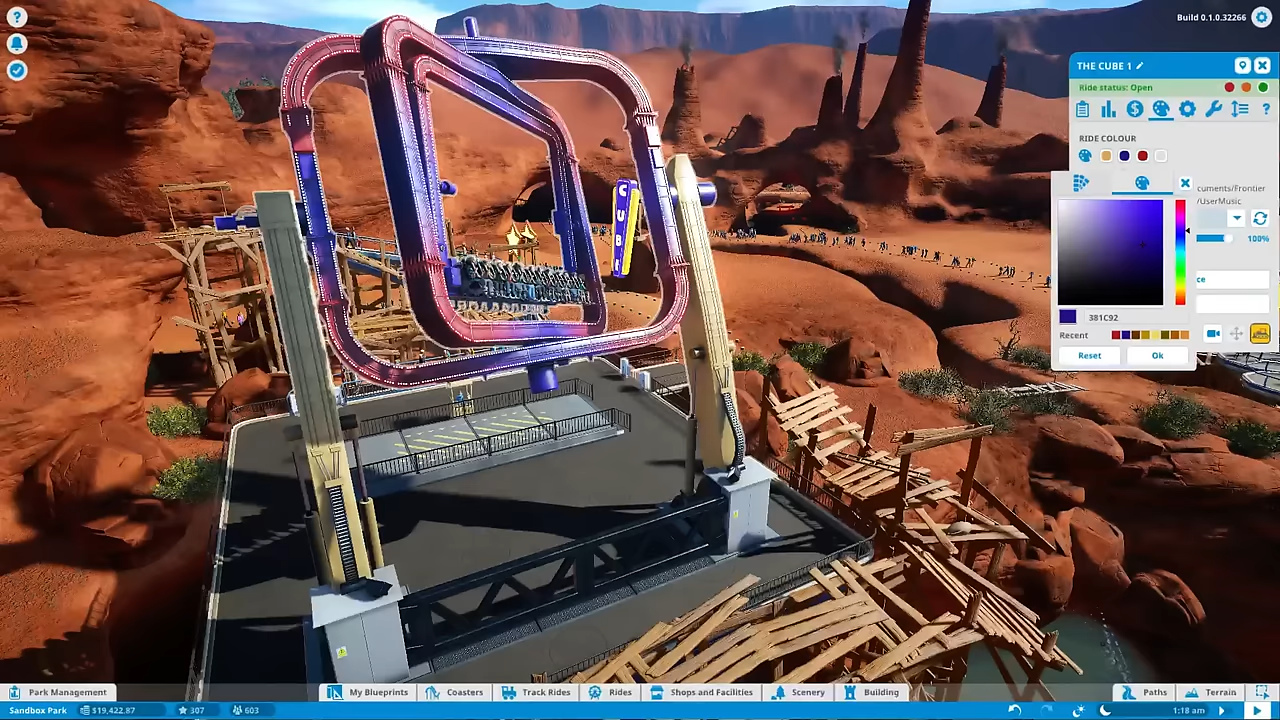 Build 0.1.0.32266
THE CUBE 1
Ride status: Open
RIDE COLOUR
cuments/Frontier
/UserMusic
100%
ce
381C92
Recent
Reset
Ok
CUBE
Park Management
My Blueprints
Coasters
Track Rides
Rides
Shops and Facilities
Scenery
Building
Paths
Terrain
Sandbox Park
$19,422.87
307
603
1:18 am